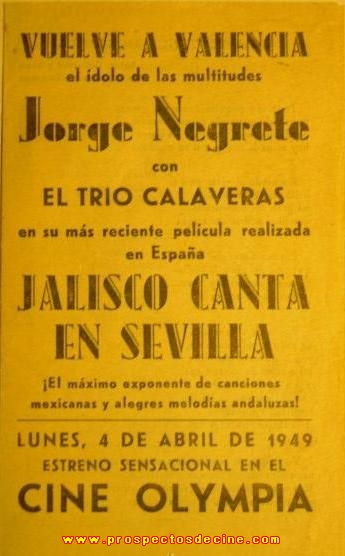 VUELVE A VALENCIA
el ídolo de las multitudes
Jorge Negrete
con
EL TRIO CALAVERAS
en su más reciente película realizada
en España
JALISCO CANTA
EN SEVILLA
¡El máximo exponente de canciones
mexicanas y alegres melodías andaluzas!
LUNES, 4 DE ABRIL DE 1949
ESTRENO SENSACIONAL EN EL
CINE OLYMPIA
www.prospectosdecine.com